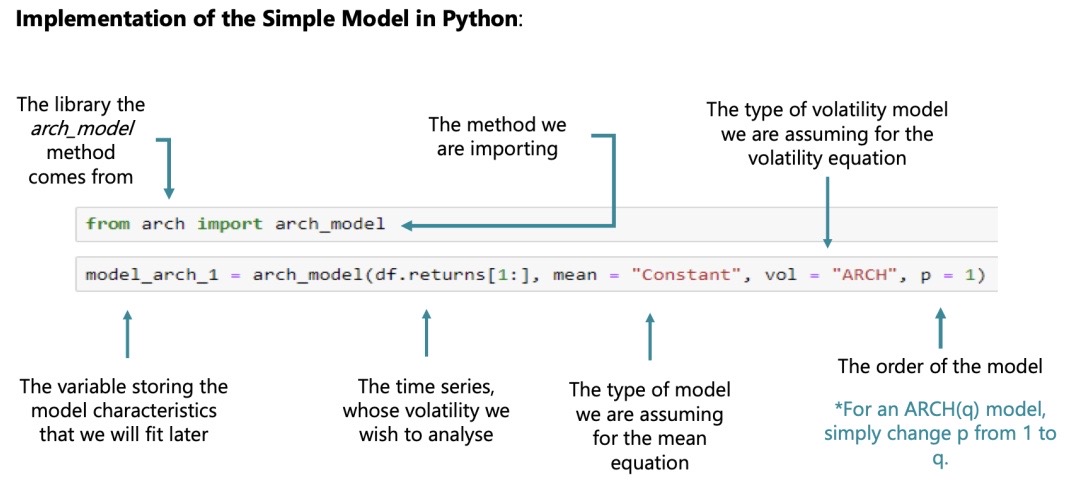 Implementation of the Simple Model in Python:
The library the
arch_model
method
comes from
The method we
are importing
The type of volatility model
we are assuming for the
volatility equation
from arch import arch_model
model_arch_1 = arch_model(df.returns[1:], mean = "Constant", vol = "ARCH", p = 1)
The variable storing the
model characteristics
that we will fit later
The time series,
whose volatility we
wish to analyse
The type of model
we are assuming
for the mean
equation
The order of the model
*For an ARCH(q) model,
simply change p from 1 to
q.